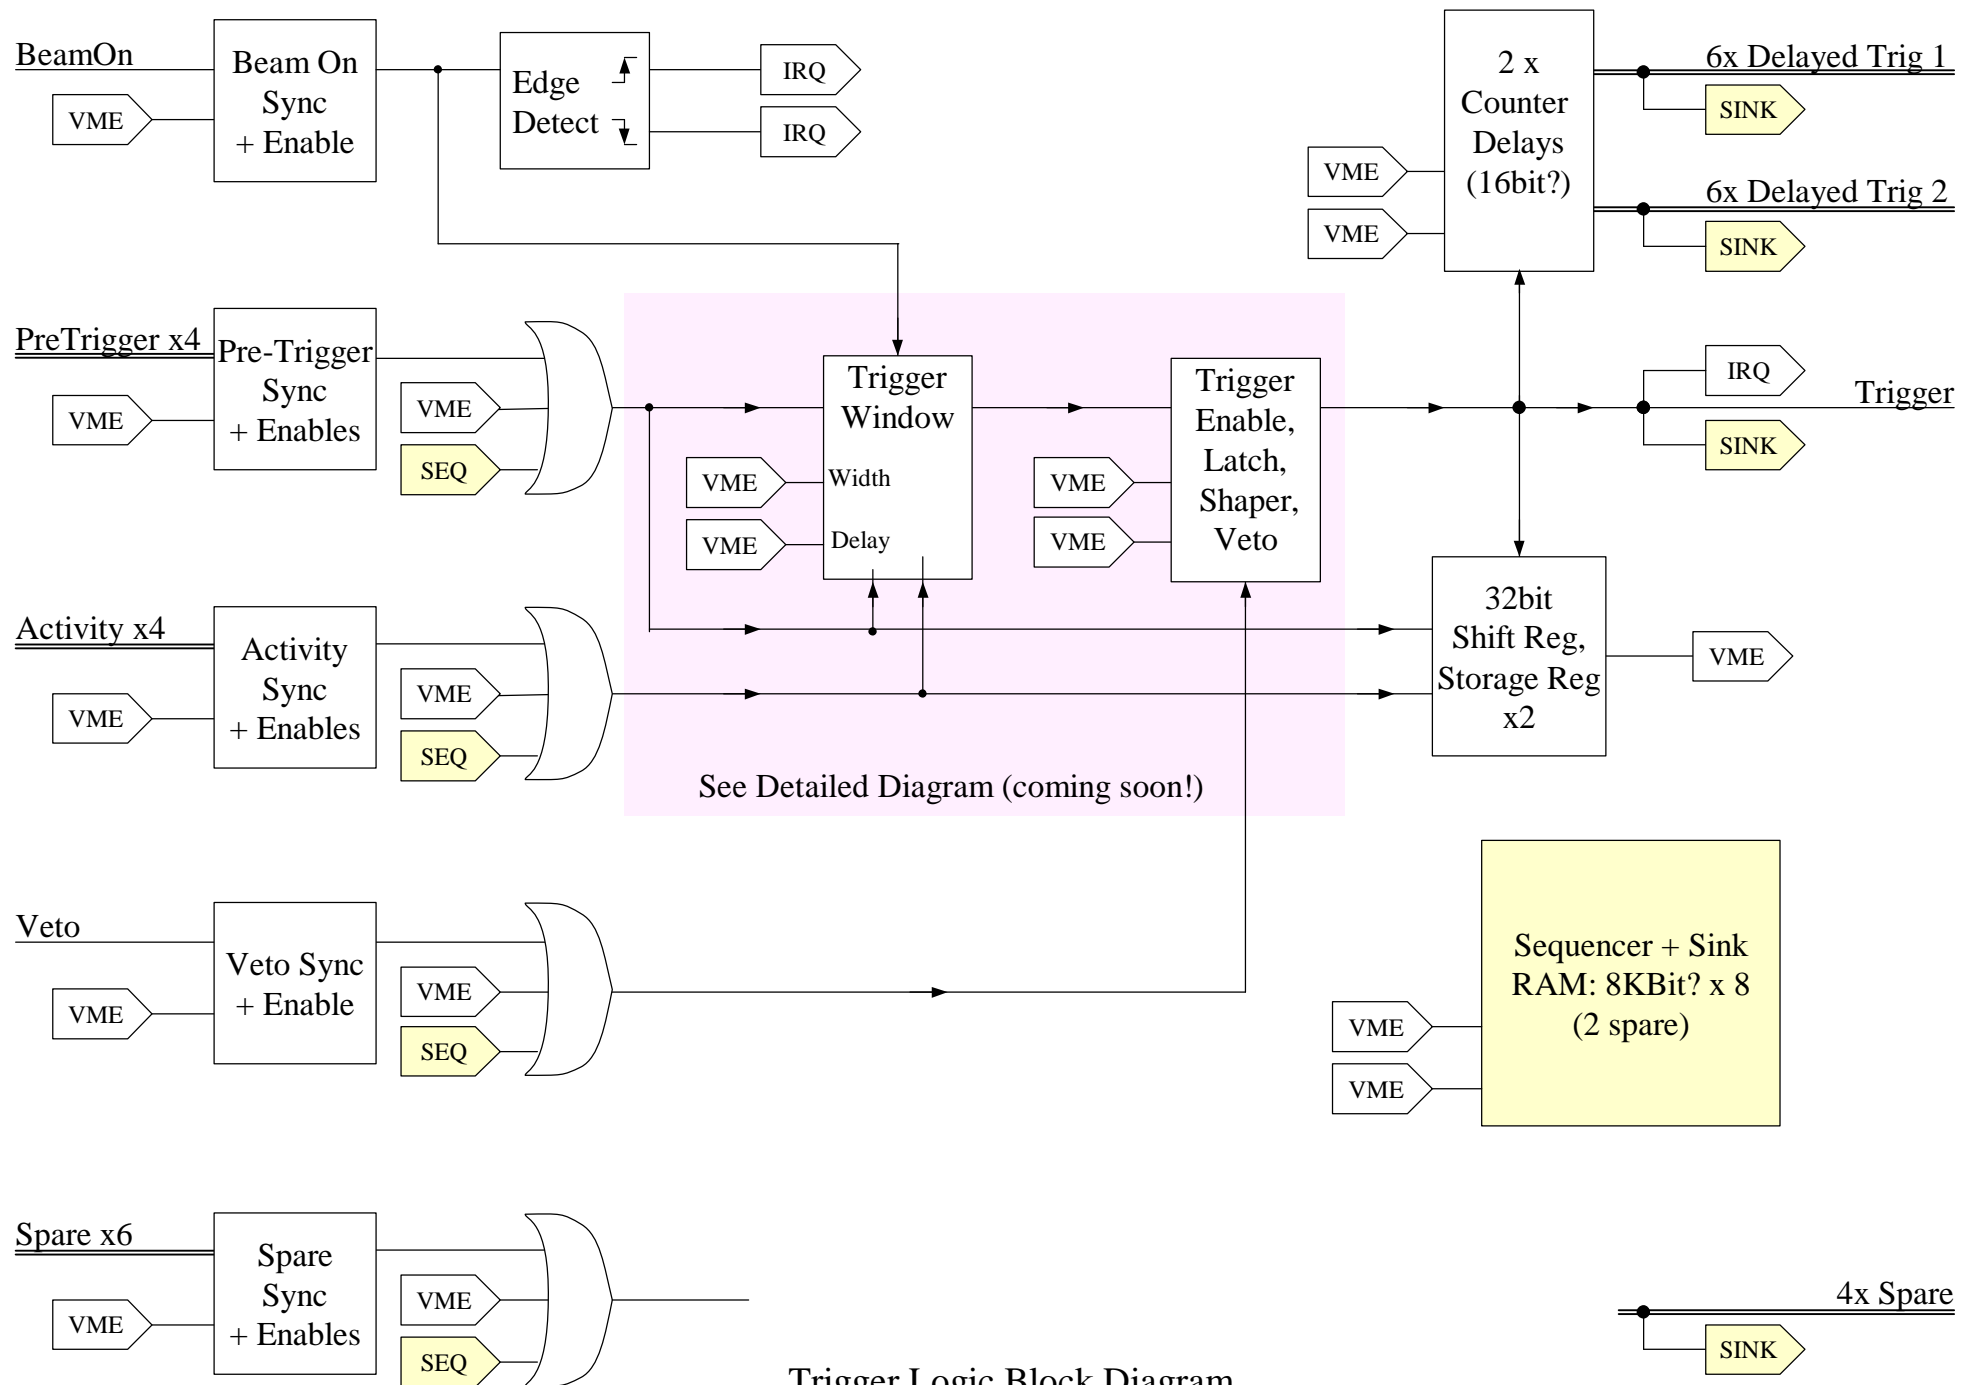 BeamOn
VME
Beam On
Sync
+ Enable
Edge
Detect
IRQ
IRQ
2 x
Counter
Delays
(16bit?)
VME
VME
6x Delayed Trig 1
SINK
6x Delayed Trig 2
SINK
PreTrigger x4
VME
Pre-Trigger
Sync
+ Enables
VME
SEQ
Trigger
Window
Width
Delay
VME
VME
Trigger
Enable,
Latch,
Shaper,
Veto
VME
VME
IRQ
Trigger
SINK
Activity x4
VME
Activity
Sync
+ Enables
VME
SEQ
32bit
Shift Reg,
Storage Reg
x2
VME
See Detailed Diagram (coming soon!)
Veto
VME
Veto Sync
+ Enable
VME
SEQ
Sequencer + Sink
RAM: 8KBit? x 8
(2 spare)
VME
VME
Spare x6
VME
Spare
Sync
+ Enables
VME
SEQ
4x Spare
SINK
Trigger Logic Block Diagram